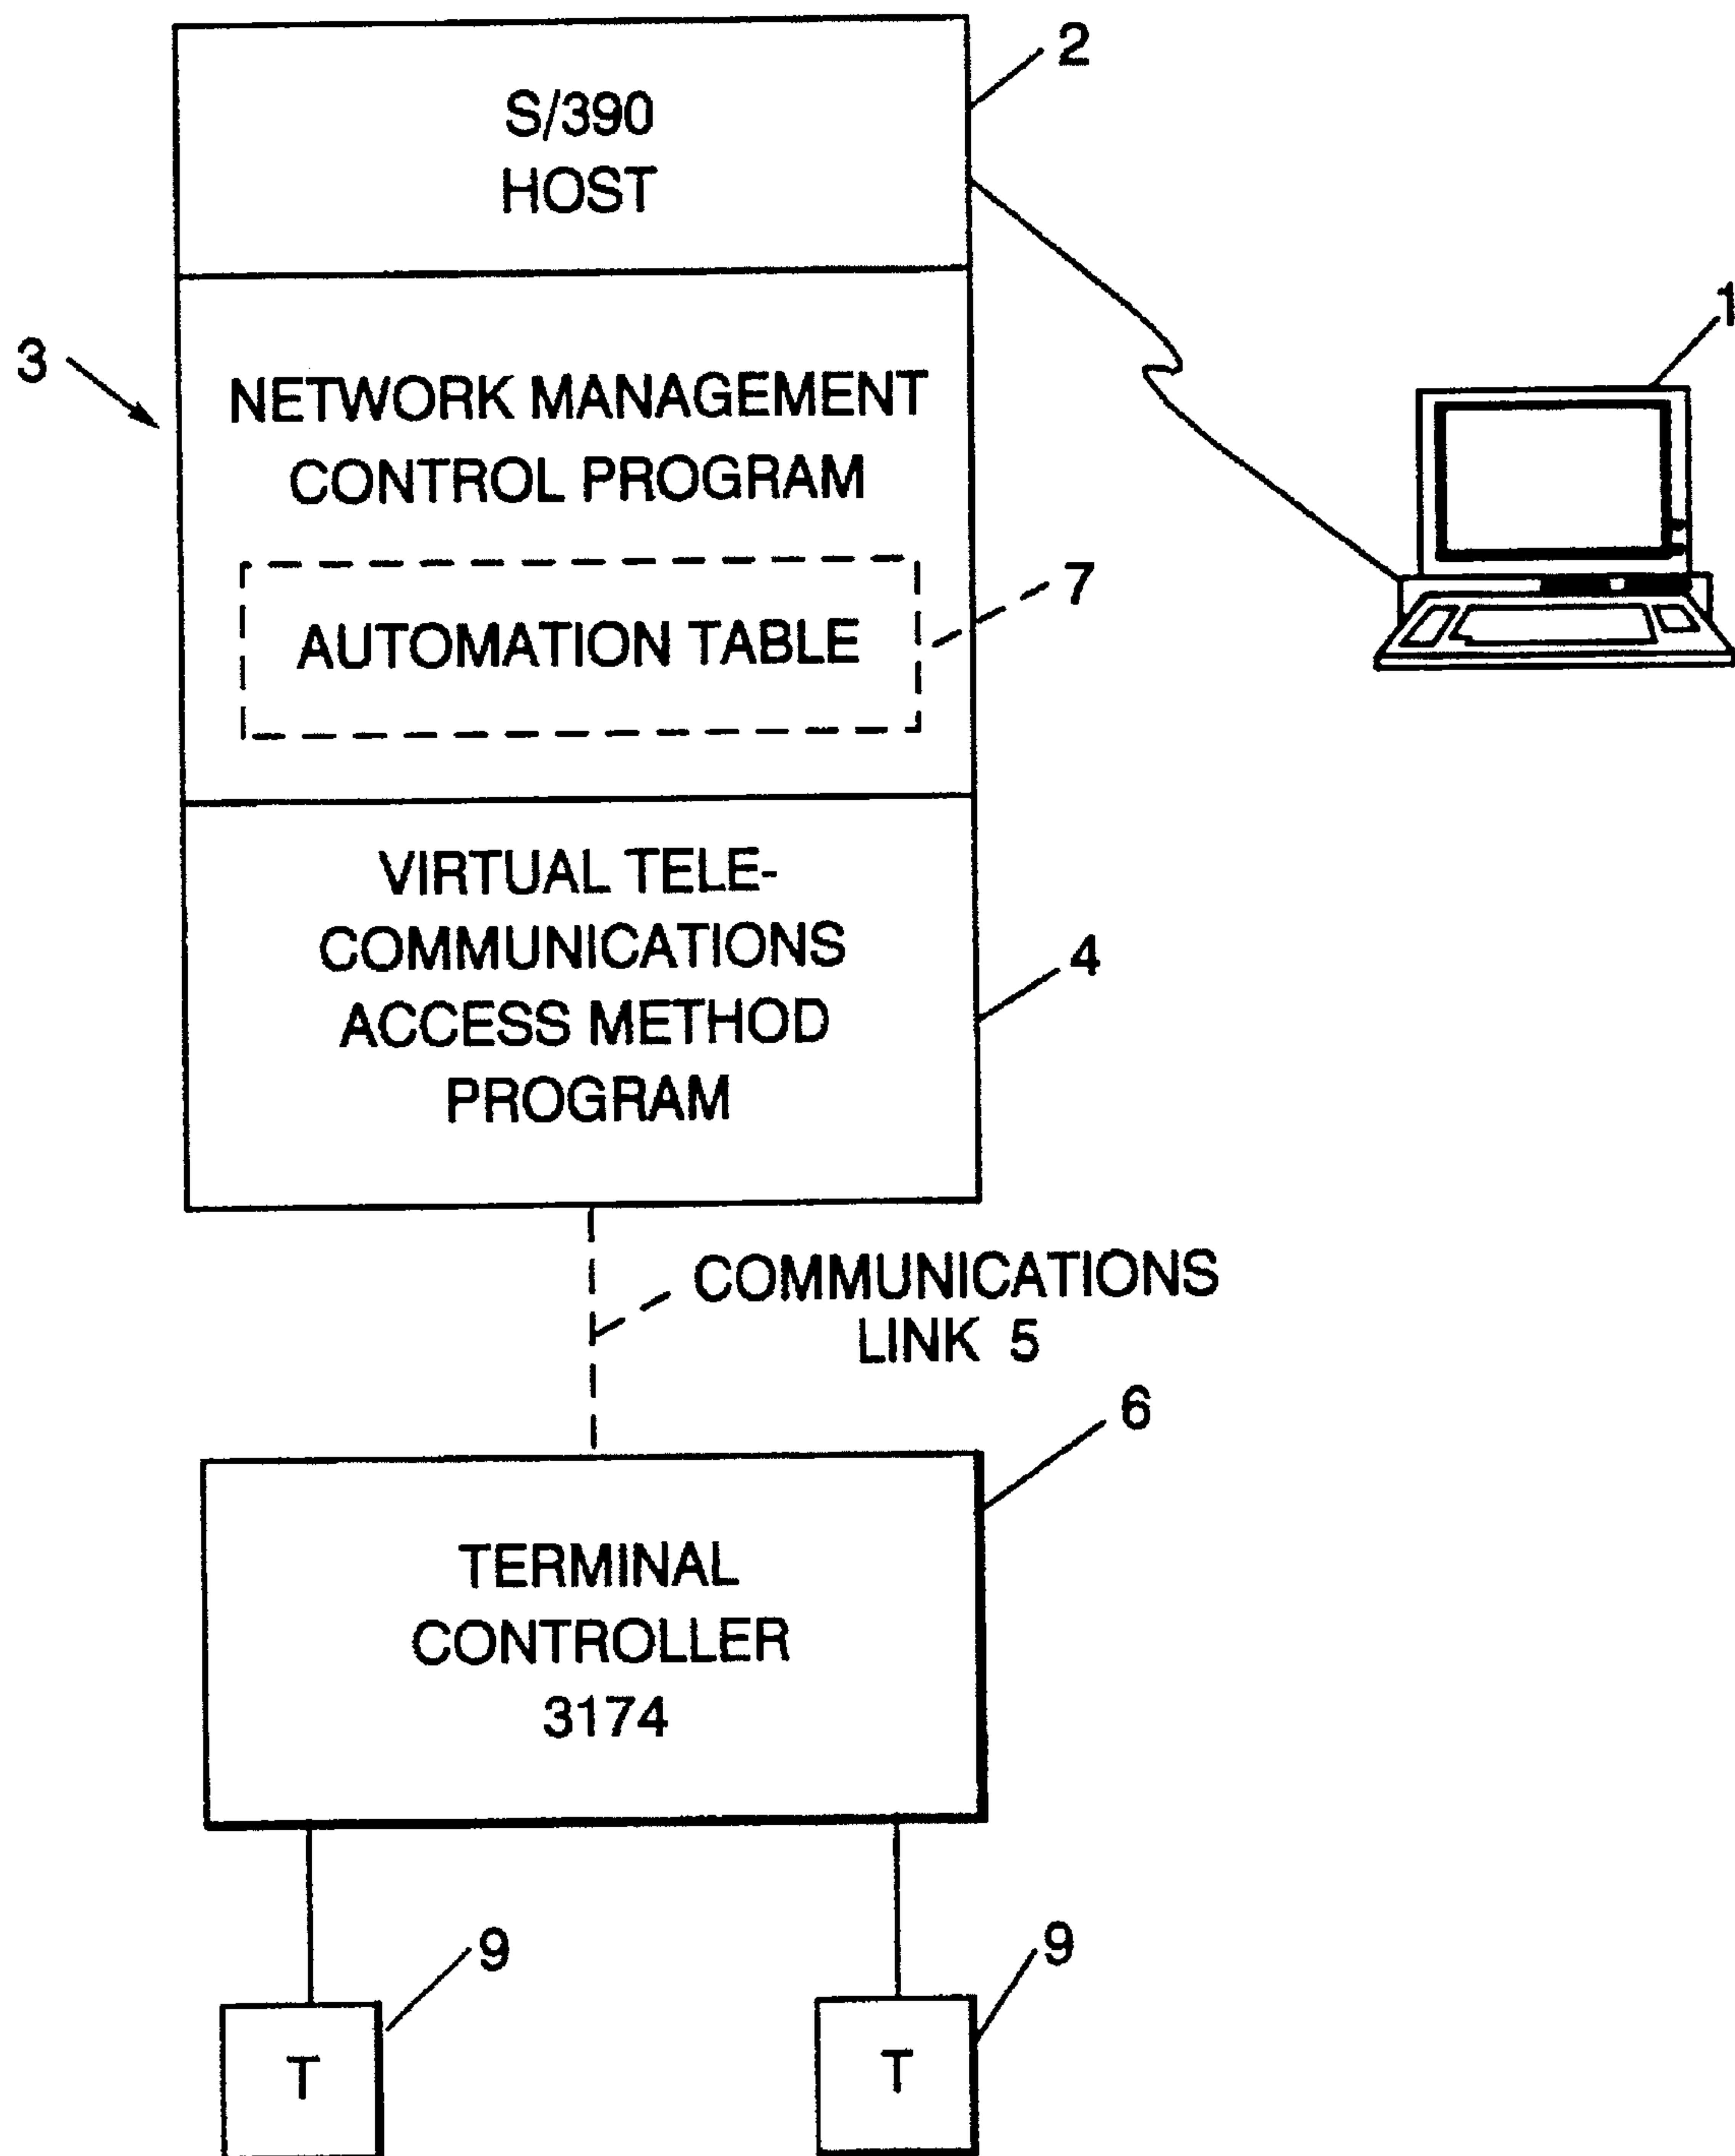 2
S/390
HOST
1
3
NETWORK MANAGEMENT
CONTROL PROGRAM
7
AUTOMATION TABLE
VIRTUAL TELE-
COMMUNICATIONS
4
ACCESS METHOD
PROGRAM
COMMUNICATIONS
LINK 5
6
TERMINAL
CONTROLLER
3174
9
9
T
T